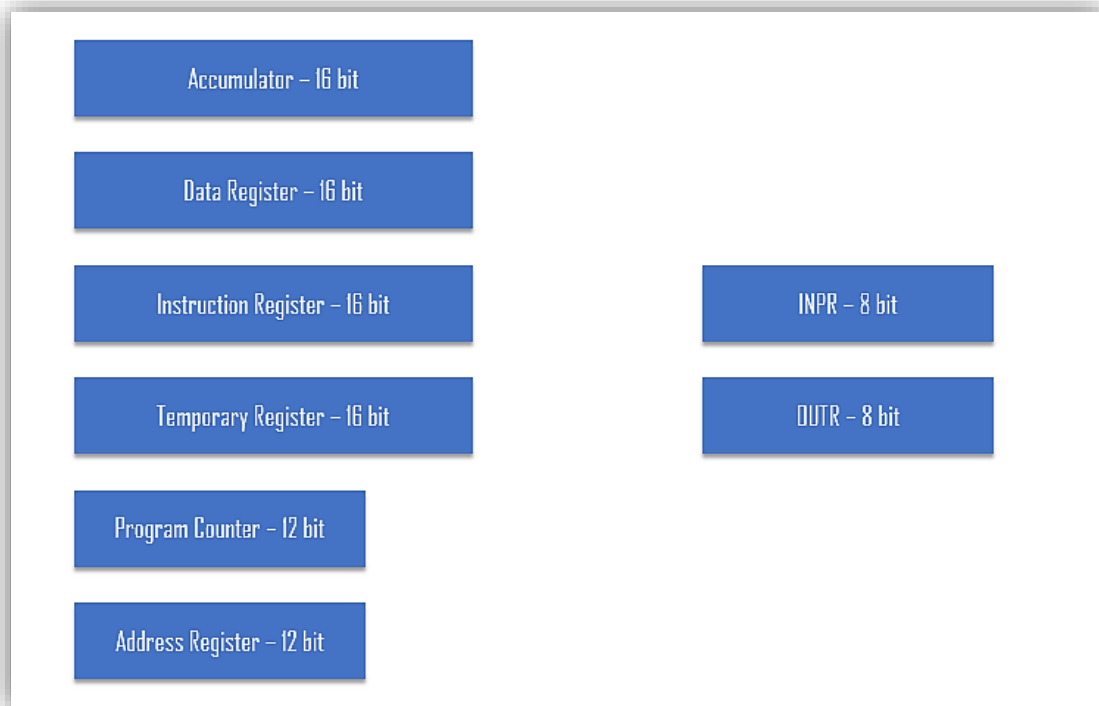 Accumulator – 16 bit
Data Register – 16 bit
Instruction Register – 16 bit
INPR – 8 bit
Temporary Register – 16 bit
OUTR – 8 bit
Program Counter – 12 bit
Address Register – 12 bit